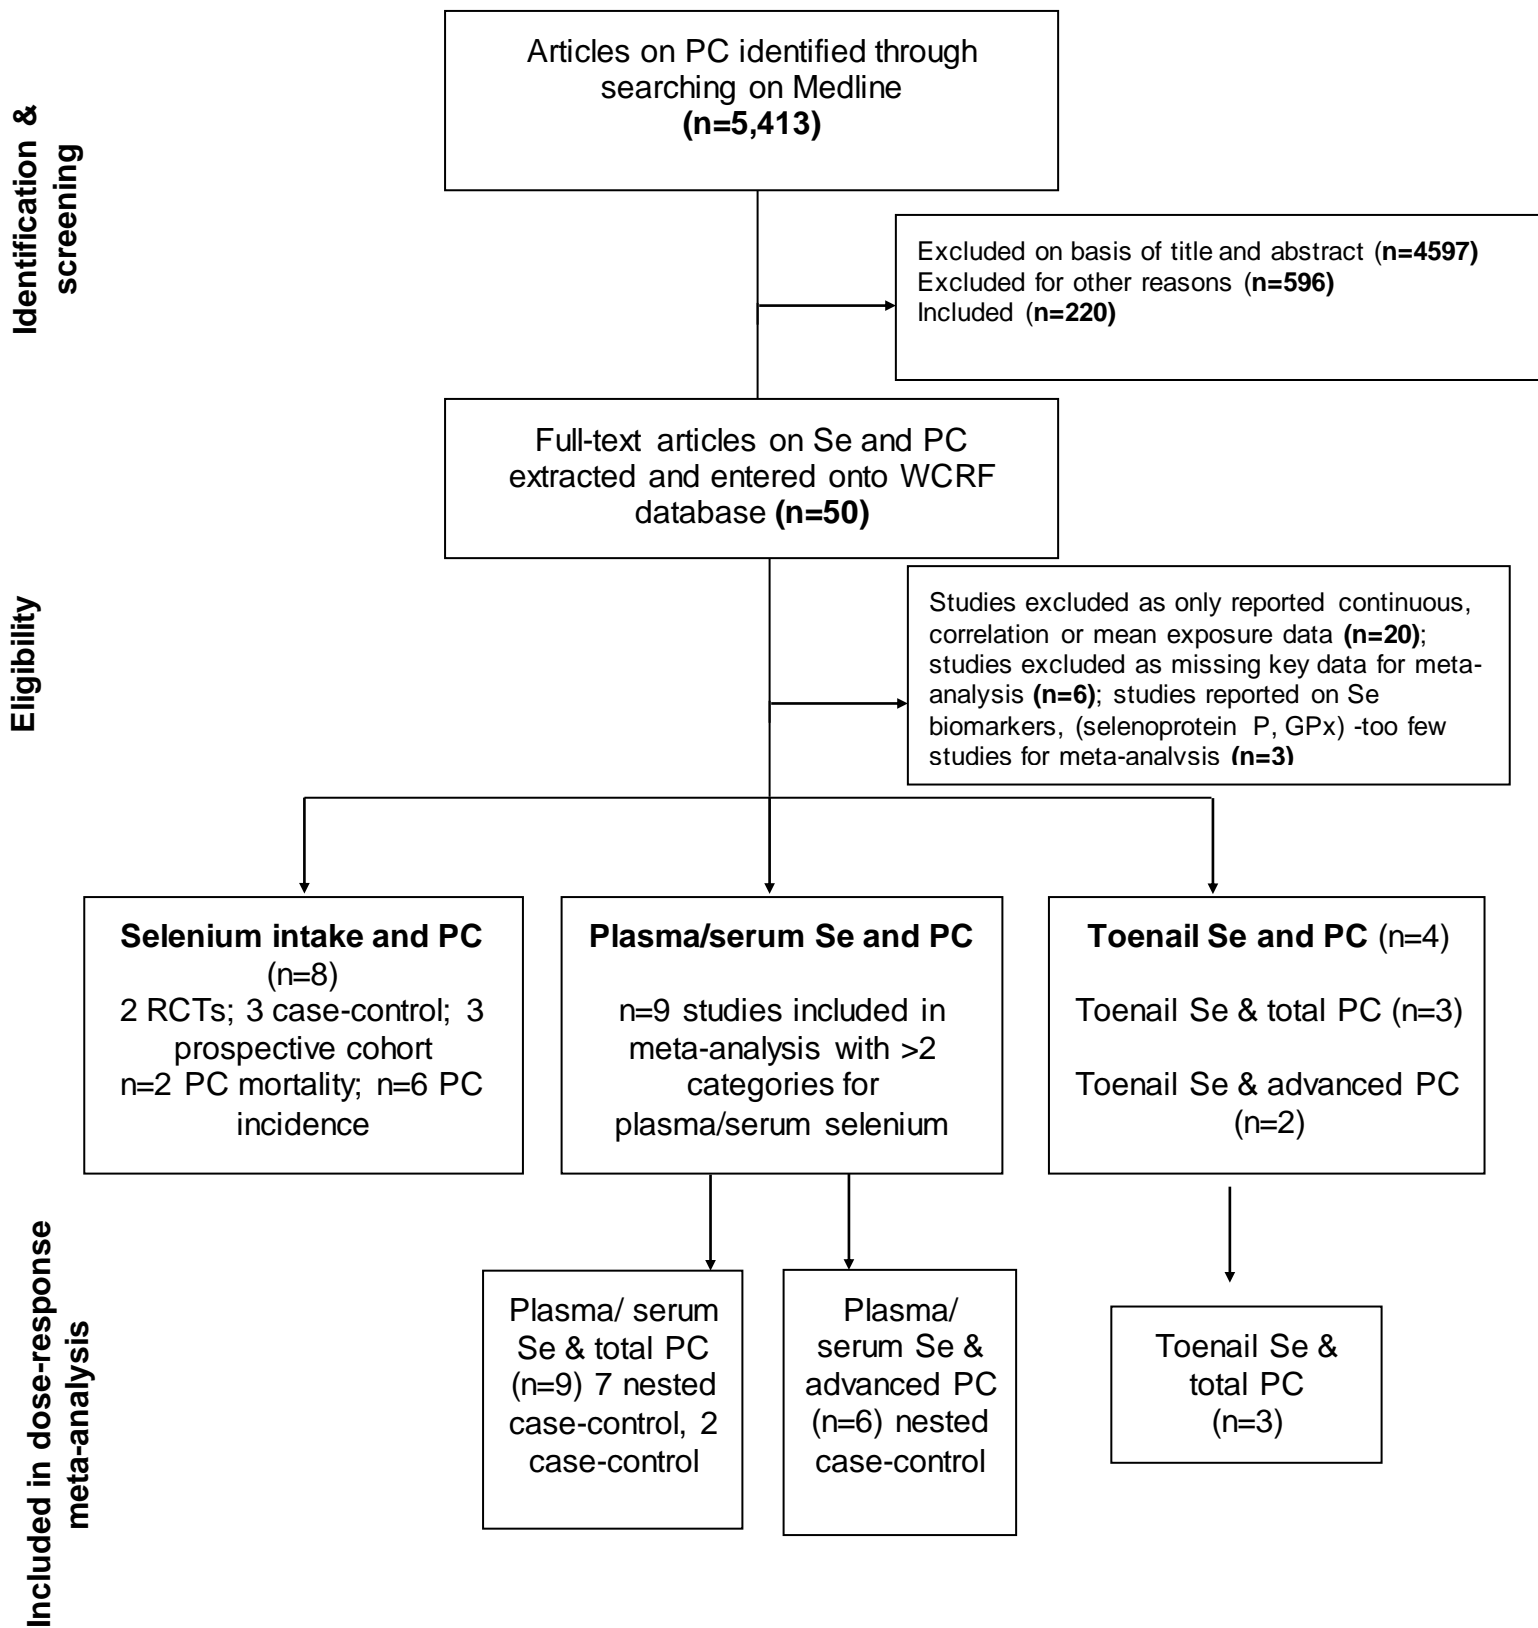 Identification &
screening
Articles on PC identified through
searching on Medline
(n=5,413)
Excluded on basis of title and abstract (n=4597)
Excluded for other reasons (n=596)
Included (n=220)
Full-text articles on Se and PC
extracted and entered onto WCRF
database (n=50)
Eligibility
Studies excluded as only reported continuous,
correlation or mean exposure data (n=20);
studies excluded as missing key data for meta-
analysis (n=6); studies reported on Se
biomarkers, (selenoprotein P, GPx) -too few
studies for meta-analysis (n=3)
Selenium intake and PC
(n=8)
2 RCTs; 3 case-control; 3
prospective cohort
n=2 PC mortality; n=6 PC
incidence
Plasma/serum Se and PC
n=9 studies included in
meta-analysis with >2
categories for
plasma/serum selenium
Toenail Se and PC (n=4)
Toenail Se & total PC (n=3)
Toenail Se & advanced PC
(n=2)
Included in dose-response
meta-analysis
Plasma/ serum
Se & total PC
(n=9) 7 nested
case-control, 2
case-control
Plasma/
serum Se &
advanced PC
(n=6) nested
case-control
Toenail Se &
total PC
(n=3)